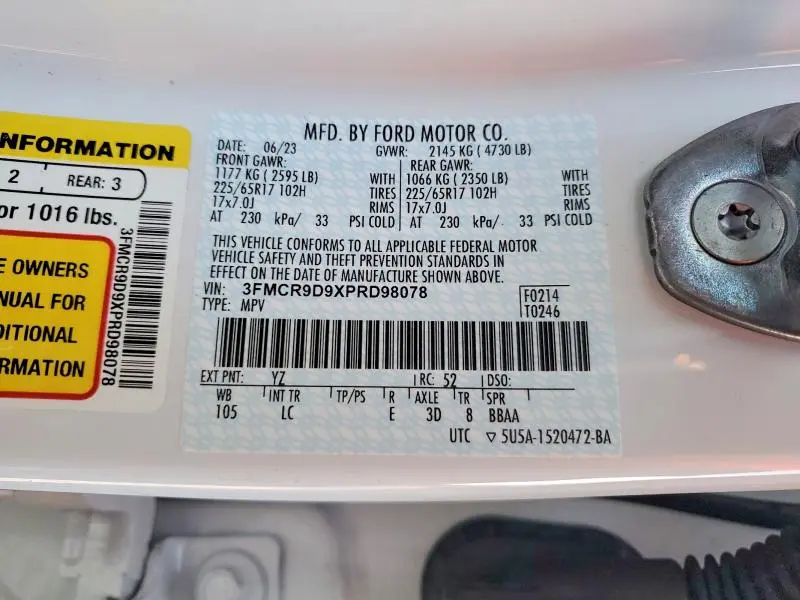 NFORMATION
2 REAR: 3
or 1016 lbs.
E OWNERS
NUAL FOR
DITIONAL
RMATION
3FMCR9D9XPRD98078
MFD. BY FORD MOTOR CO.
DATE: 06/23 GVWR: 2145 KG (4730 LB)
FRONT GAWR: REAR GAWR:
1177 KG (2595 LB) WITH 1066 KG (2350 LB) WITH
225/65R17 102H TIRES 225/65R17 102H TIRES
17x7.0J RIMS 17x7.0J RIMS
AT 230 kPa/ 33 PSI COLD AT 230 kPa/ 33 PSI COLD
THIS VEHICLE CONFORMS TO ALL APPLICABLE FEDERAL MOTOR
VEHICLE SAFETY AND THEFT PREVENTION STANDARDS IN
EFFECT ON THE DATE OF MANUFACTURE SHOWN ABOVE.
VIN: 3FMCR9D9XPRD98078 F0214
TYPE: MPV T0246
EXT PNT: YZ RC: 52 DSO:
WB INT TR TP/PS R AXLE TR SPR
105 LC E 3D 8 BBAA
UTC ▽ 5U5A-1520472-BA